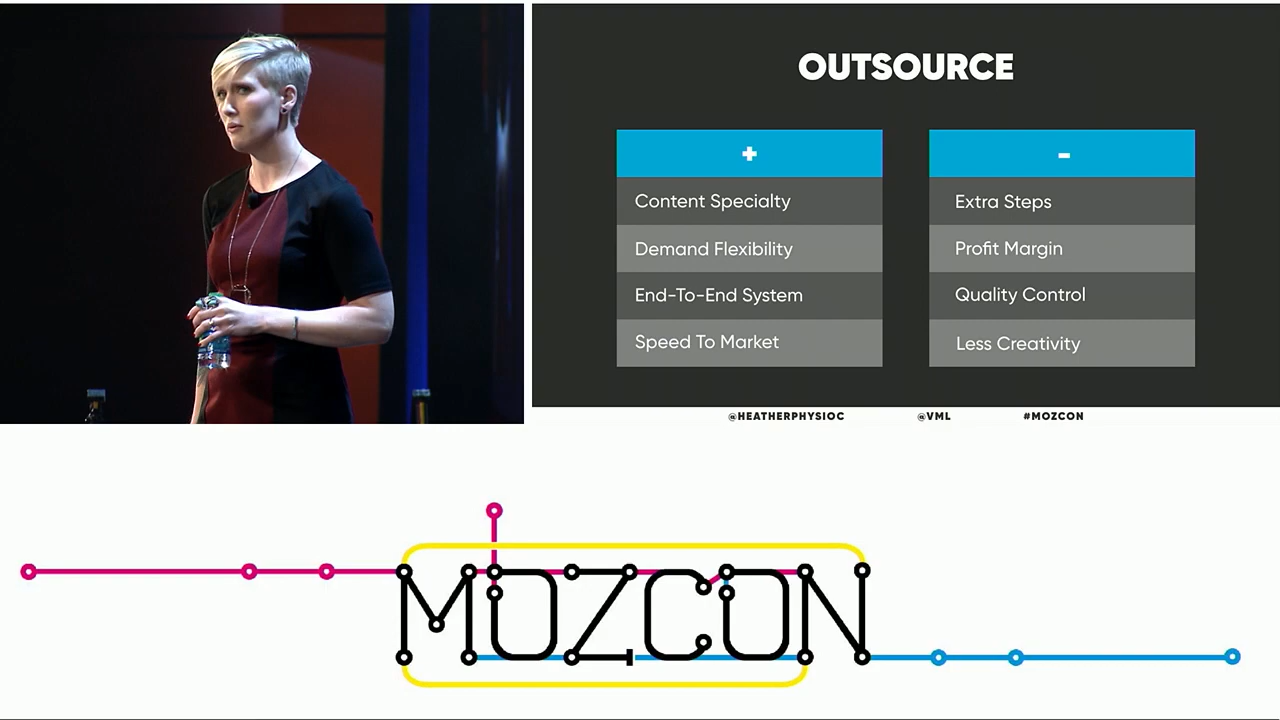 OUTSOURCE
+
-
Content Specialty
Extra Steps
Demand Flexibility
Profit Margin
End-To-End System
Quality Control
Speed To Market
Less Creativity
@HEATHERPHYSIOC @VML #MOZCON
MOZCON